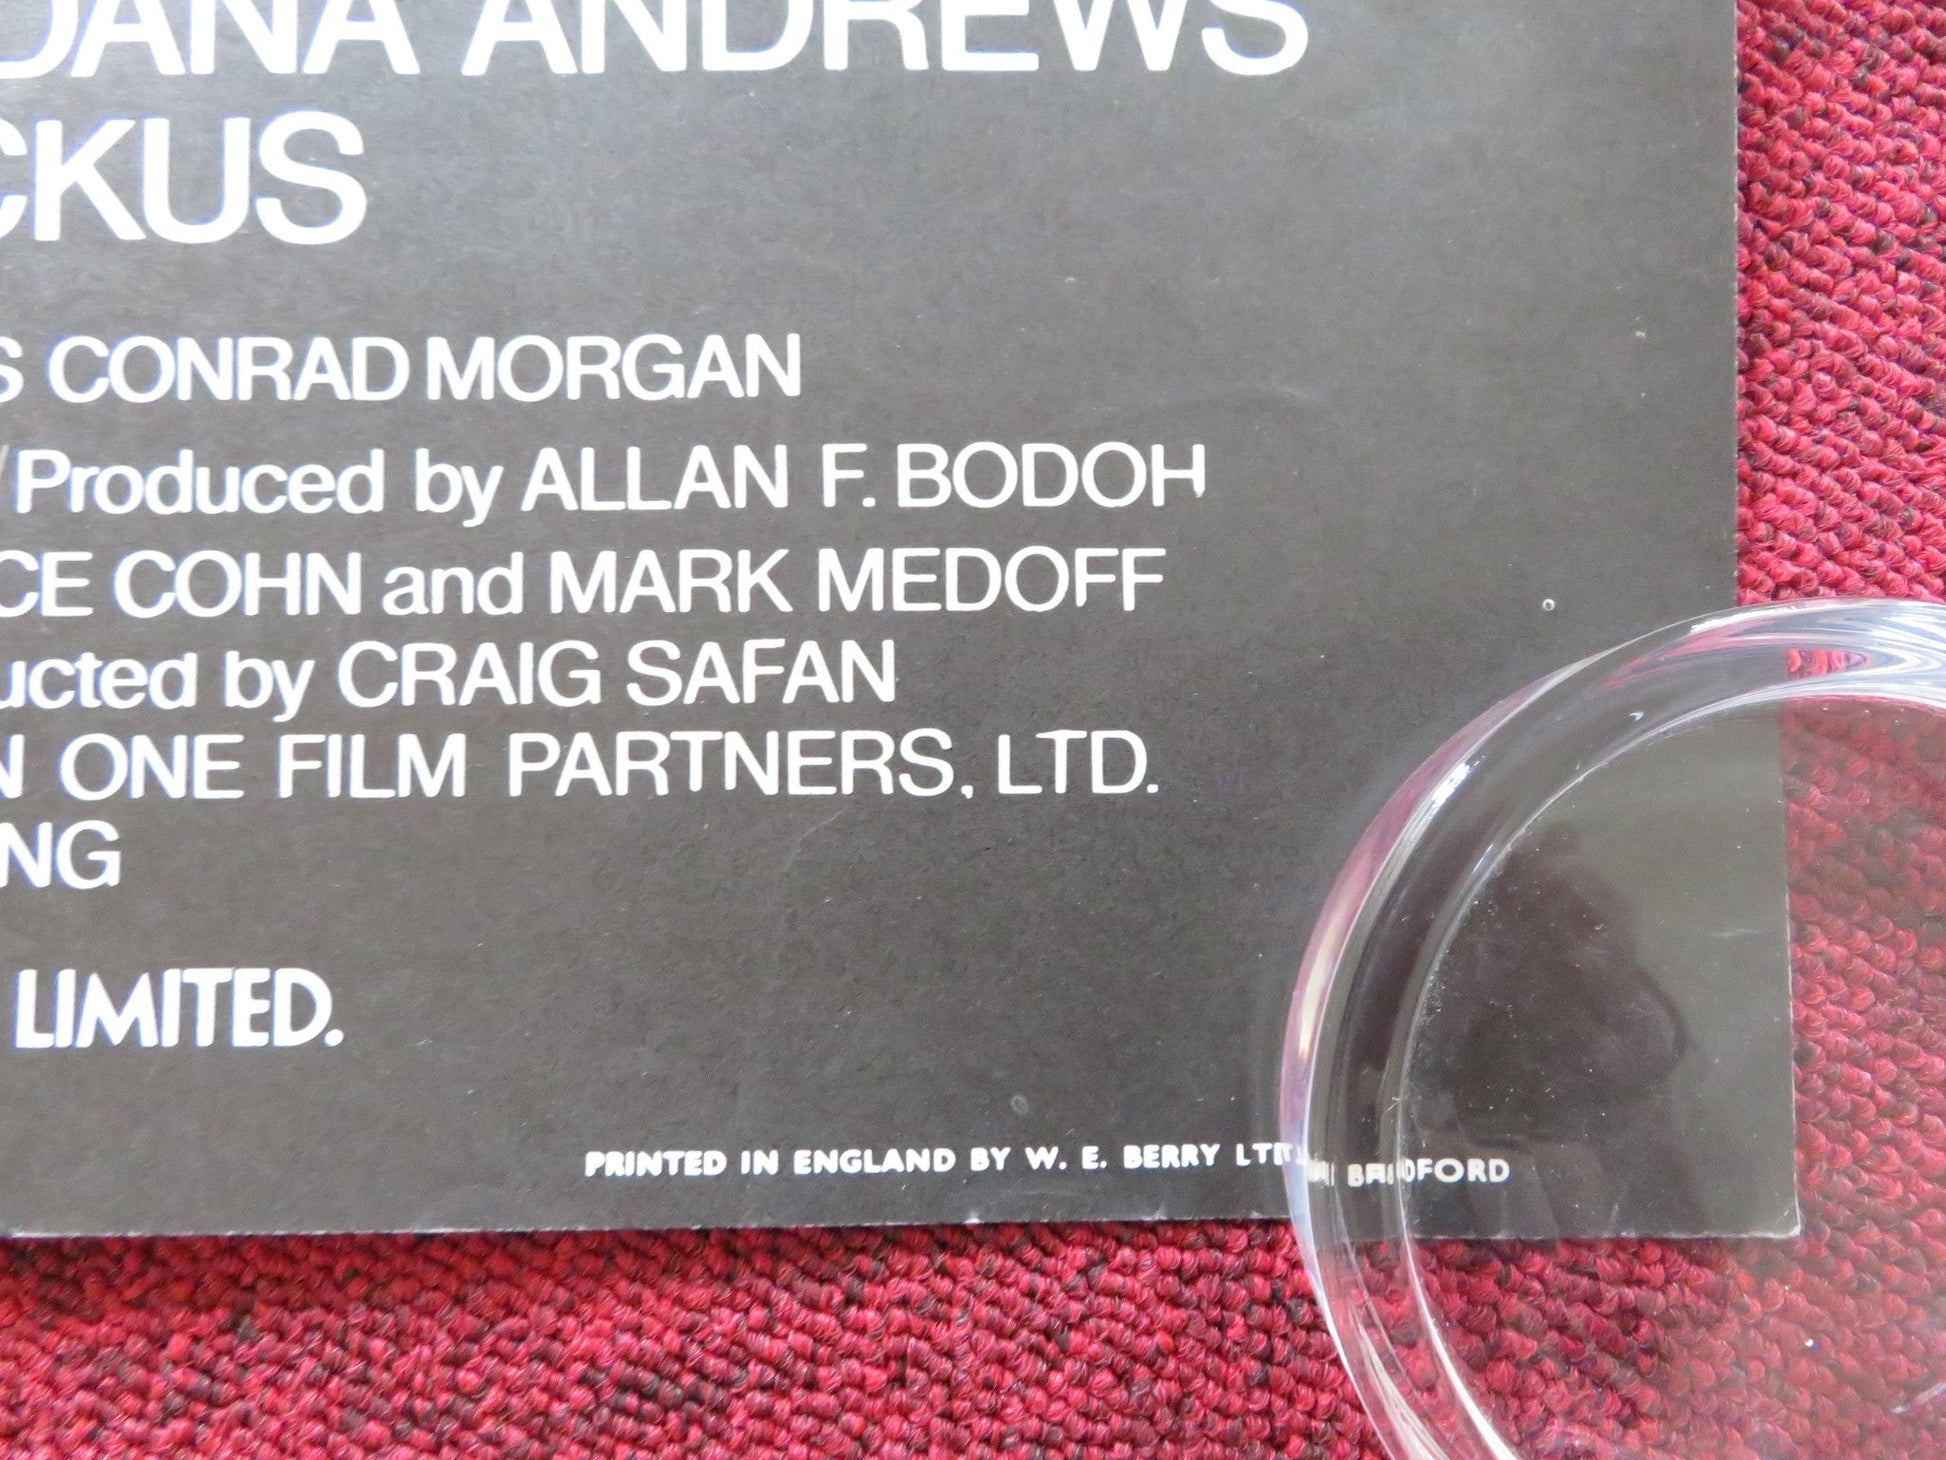 DANA ANDREWS
CKUS
S CONRAD MORGAN
/Produced by ALLAN F. BODOH
CE COHN and MARK MEDOFF
ucted by CRAIG SAFAN
N ONE FILM PARTNERS, LTD.
NG
LIMITED.
PRINTED IN ENGLAND BY W. E. BERRY LTD., BRADFORD